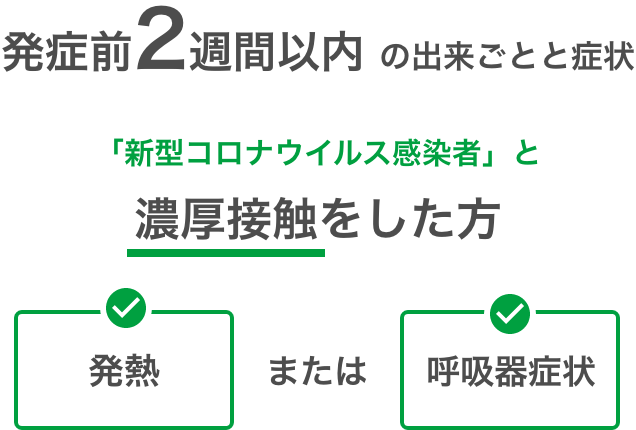 発症前2週間以内 の出来ごとと症状
「新型コロナウイルス感染者」と
濃厚接触をした方
発熱 または 呼吸器症状